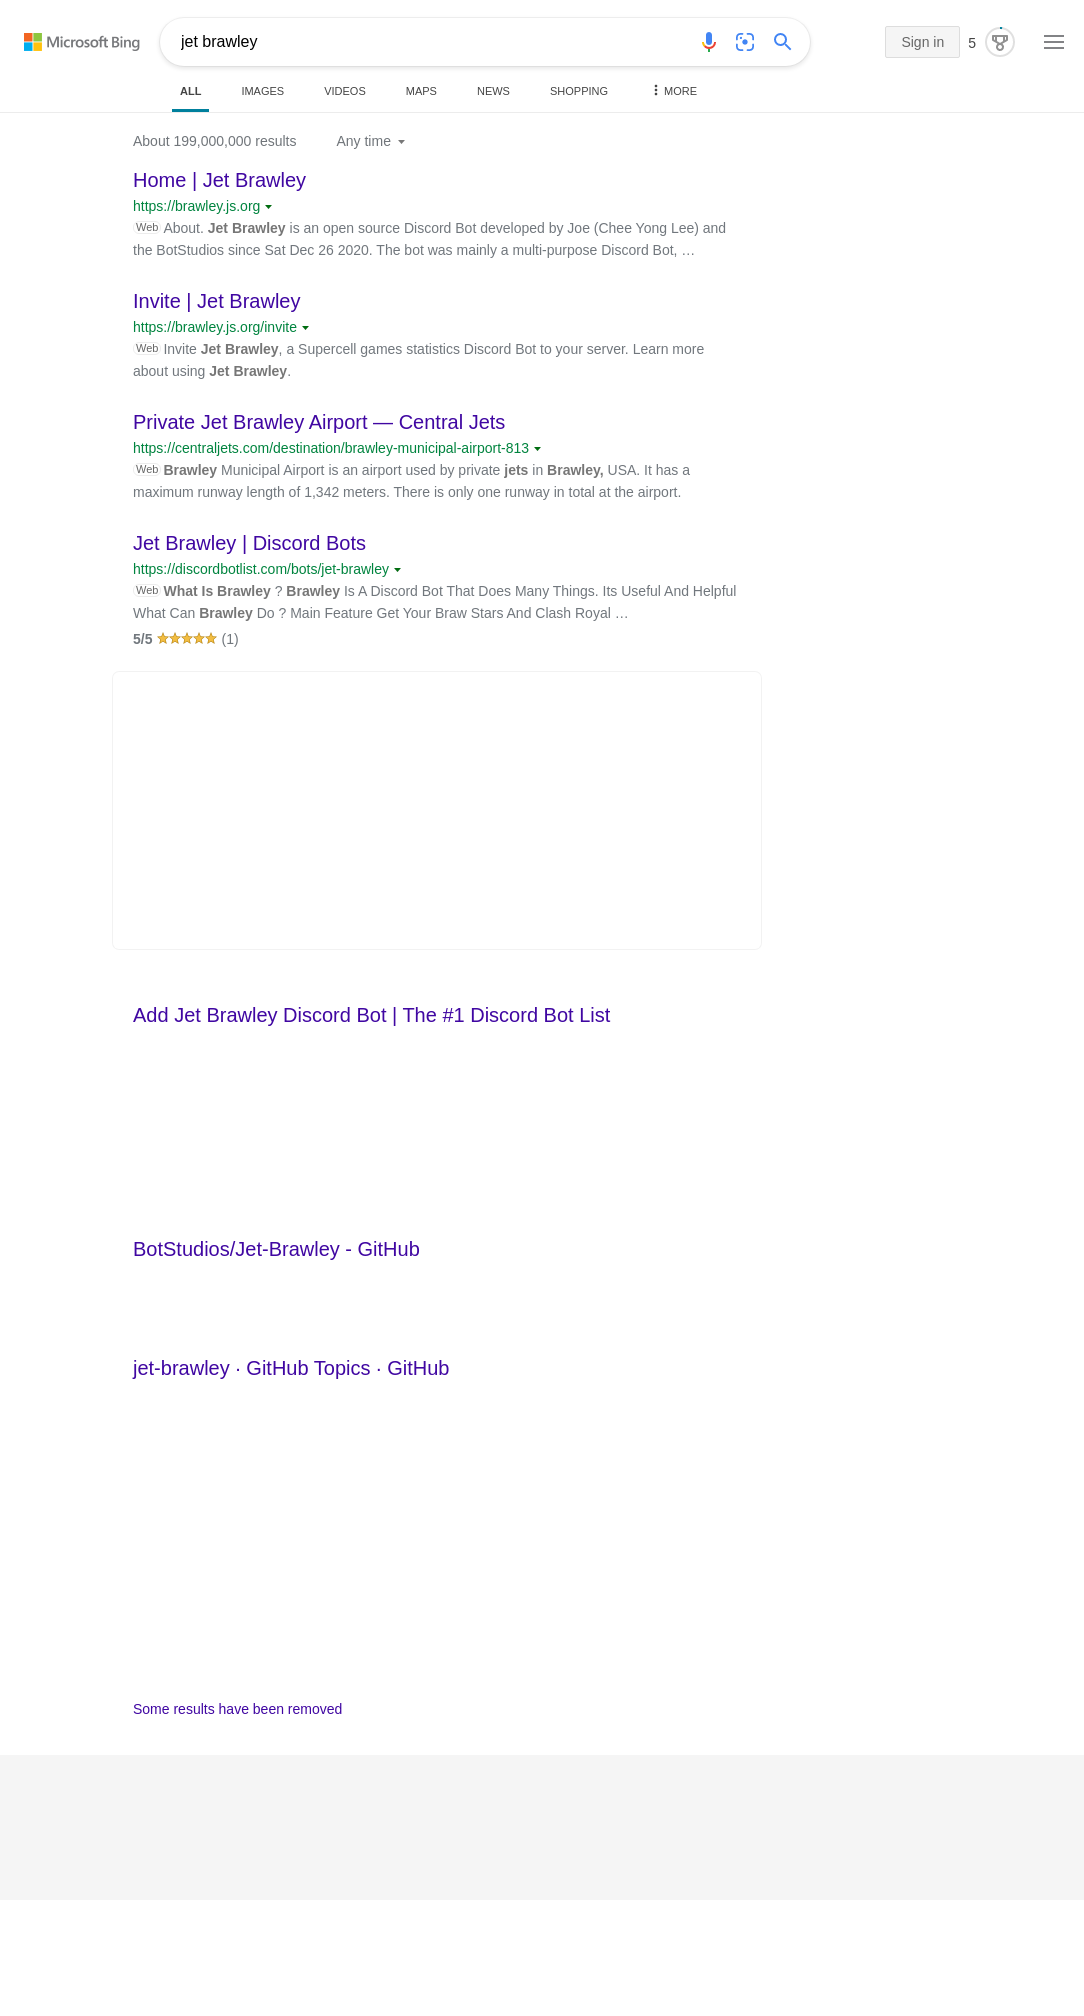 Microsoft Bing
jet brawley
Sign in
5
ALL
IMAGES
VIDEOS
MAPS
NEWS
SHOPPING
MORE
About 199,000,000 results
Any time
Home | Jet Brawley
https://brawley.js.org
Web About. Jet Brawley is an open source Discord Bot developed by Joe (Chee Yong Lee) and
the BotStudios since Sat Dec 26 2020. The bot was mainly a multi-purpose Discord Bot, …
Invite | Jet Brawley
https://brawley.js.org/invite
Web Invite Jet Brawley, a Supercell games statistics Discord Bot to your server. Learn more
about using Jet Brawley.
Private Jet Brawley Airport — Central Jets
https://centraljets.com/destination/brawley-municipal-airport-813
Web Brawley Municipal Airport is an airport used by private jets in Brawley, USA. It has a
maximum runway length of 1,342 meters. There is only one runway in total at the airport.
Jet Brawley | Discord Bots
https://discordbotlist.com/bots/jet-brawley
Web What Is Brawley ? Brawley Is A Discord Bot That Does Many Things. Its Useful And Helpful
What Can Brawley Do ? Main Feature Get Your Braw Stars And Clash Royal …
5/5 (1)
Add Jet Brawley Discord Bot | The #1 Discord Bot List
BotStudios/Jet-Brawley - GitHub
jet-brawley · GitHub Topics · GitHub
Some results have been removed